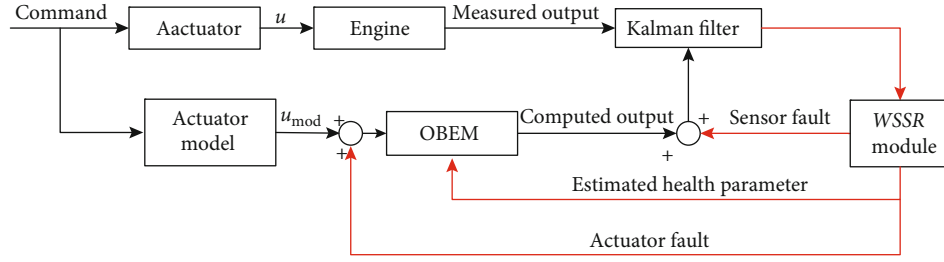 Command
Aactuator
u
Engine
Measured output
Kalman filter
Actuator
model
u_mod
+
+
OBEM
Computed output
+
+
Sensor fault
WSSR
module
Estimated health parameter
Actuator fault